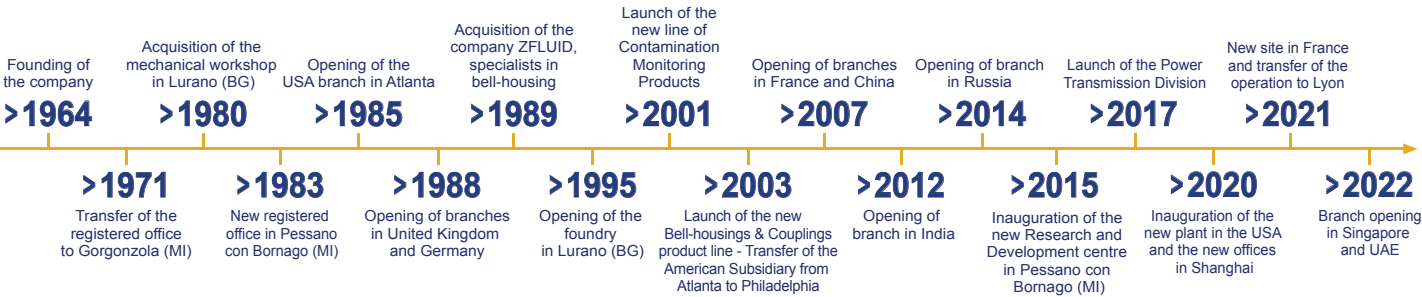 Founding of
the company
>1964
>1971
Transfer of the
registered office
to Gorgonzola (MI)
Acquisition of the
mechanical workshop
in Lurano (BG)
>1980
>1983
New registered
office in Pessano
con Bornago (MI)
Opening of the
USA branch in Atlanta
>1985
>1988
Opening of branches
in United Kingdom
and Germany
Acquisition of the
company ZFLUID,
specialists in
bell-housing
>1989
>1995
Opening of the
foundry
in Lurano (BG)
Launch of the
new line of
Contamination
Monitoring
Products
>2001
>2003
Launch of the new
Bell-housings & Couplings
product line - Transfer of the
American Subsidiary from
Atlanta to Philadelphia
Opening of branches
in France and China
>2007
>2012
Opening of
branch in India
Opening of branch
in Russia
>2014
>2015
Inauguration of the
new Research and
Development centre
in Pessano con
Bornago (MI)
Launch of the Power
Transmission Division
>2017
>2020
Inauguration of the
new plant in the USA
and the new offices
in Shanghai
New site in France
and transfer of the
operation to Lyon
>2021
>2022
Branch opening
in Singapore
and UAE